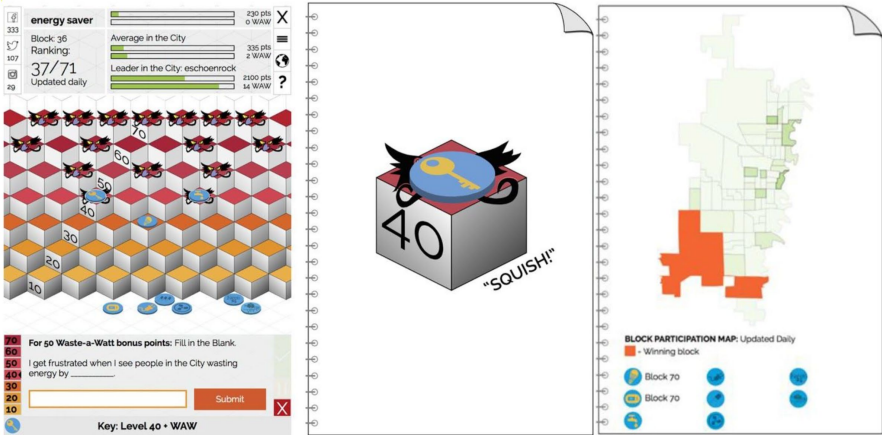 333
107
29
energy saver
Block: 36
Ranking:
37/71
Updated daily
230 pts
0 WAW
Average in the City
335 pts
2 WAW
Leader in the City: eschoenrock
2100 pts
14 WAW
X
?
70
60
50
40
30
20
10
70
60
50
40
30
20
10
For 50 Waste-a-Watt bonus points: Fill in the Blank.
I get frustrated when I see people in the City wasting
energy by ________.
Submit
X
Key: Level 40 + WAW
40
"SQUISH!"
BLOCK PARTICIPATION MAP: Updated Daily
- Winning block
Block 70
Block 70